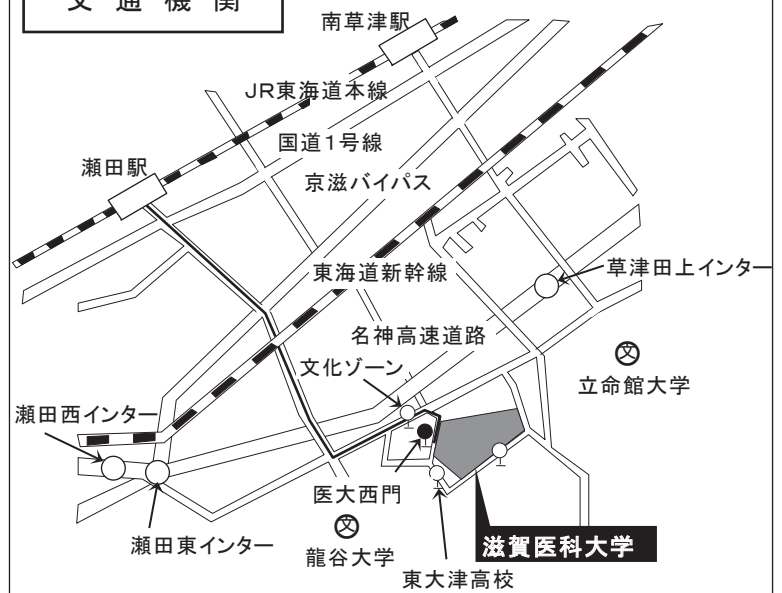 交通機関
南草津駅
JR東海道本線
国道1号線
瀬田駅
京滋バイパス
東海道新幹線
草津田上インター
名神高速道路
文化ゾーン
文
立命館大学
瀬田西インター
医大西門
文
瀬田東インター
龍谷大学
滋賀医科大学
東大津高校